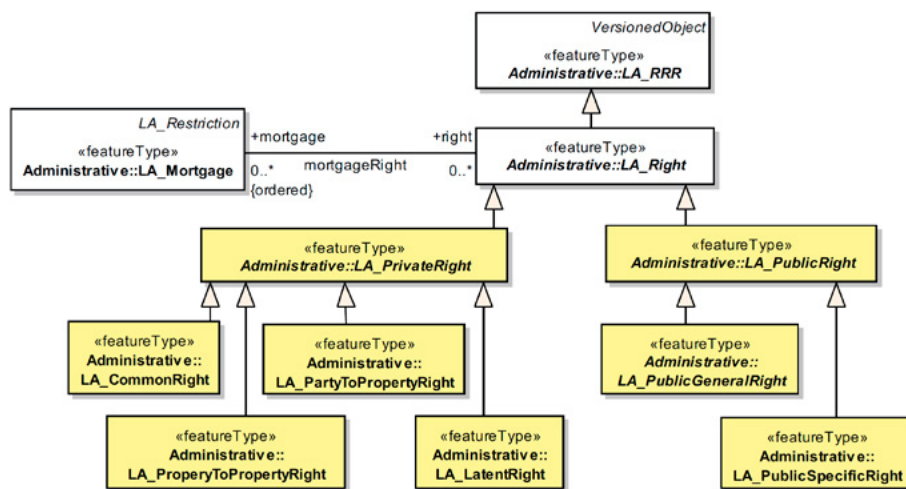 VersionedObject
«featureType»
Administrative::LA_RRR
LA_Restriction
«featureType»
Administrative::LA_Mortgage
+mortgage
0..*
{ordered}
mortgageRight
+right
0..*
«featureType»
Administrative::LA_Right
«featureType»
Administrative::LA_PrivateRight
«featureType»
Administrative::LA_PublicRight
«featureType»
Administrative::
LA_CommonRight
«featureType»
Administrative::
LA_PartyToPropertyRight
«featureType»
Administrative::
LA_PublicGeneralRight
«featureType»
Administrative::
LA_ProperyToPropertyRight
«featureType»
Administrative::
LA_LatentRight
«featureType»
Administrative::
LA_PublicSpecificRight